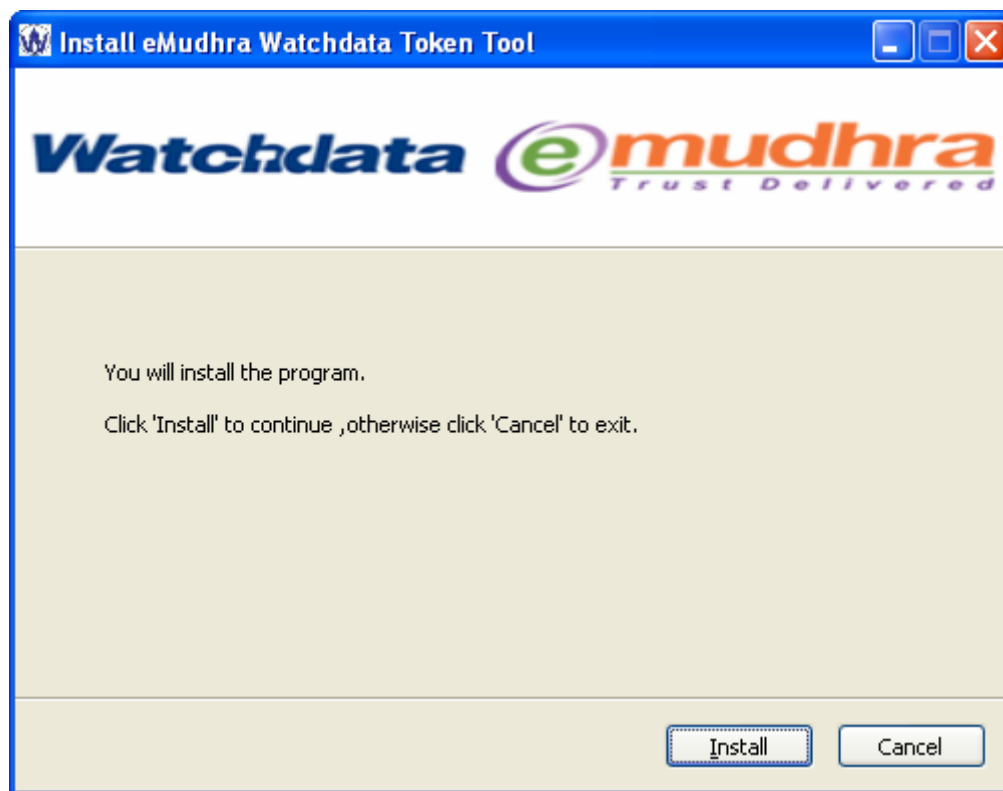 Install eMudhra Watchdata Token Tool
Watchdata emudhra
Trust Delivered
You will install the program.
Click 'Install' to continue ,otherwise click 'Cancel' to exit.
Install Cancel